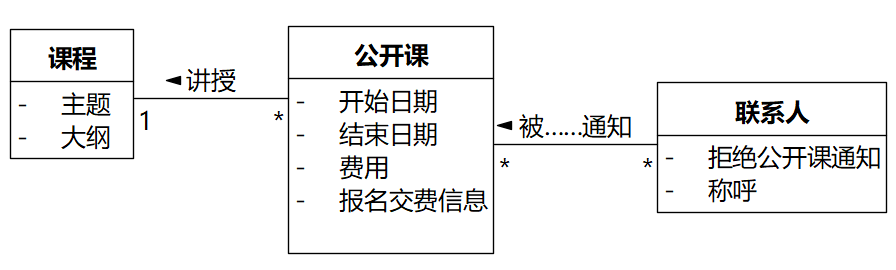 课程
- 主题
- 大纲
◄ 讲授
1
*
公开课
- 开始日期
- 结束日期
- 费用
- 报名交费信息
◄ 被……通知
*
*
联系人
- 拒绝公开课通知
- 称呼